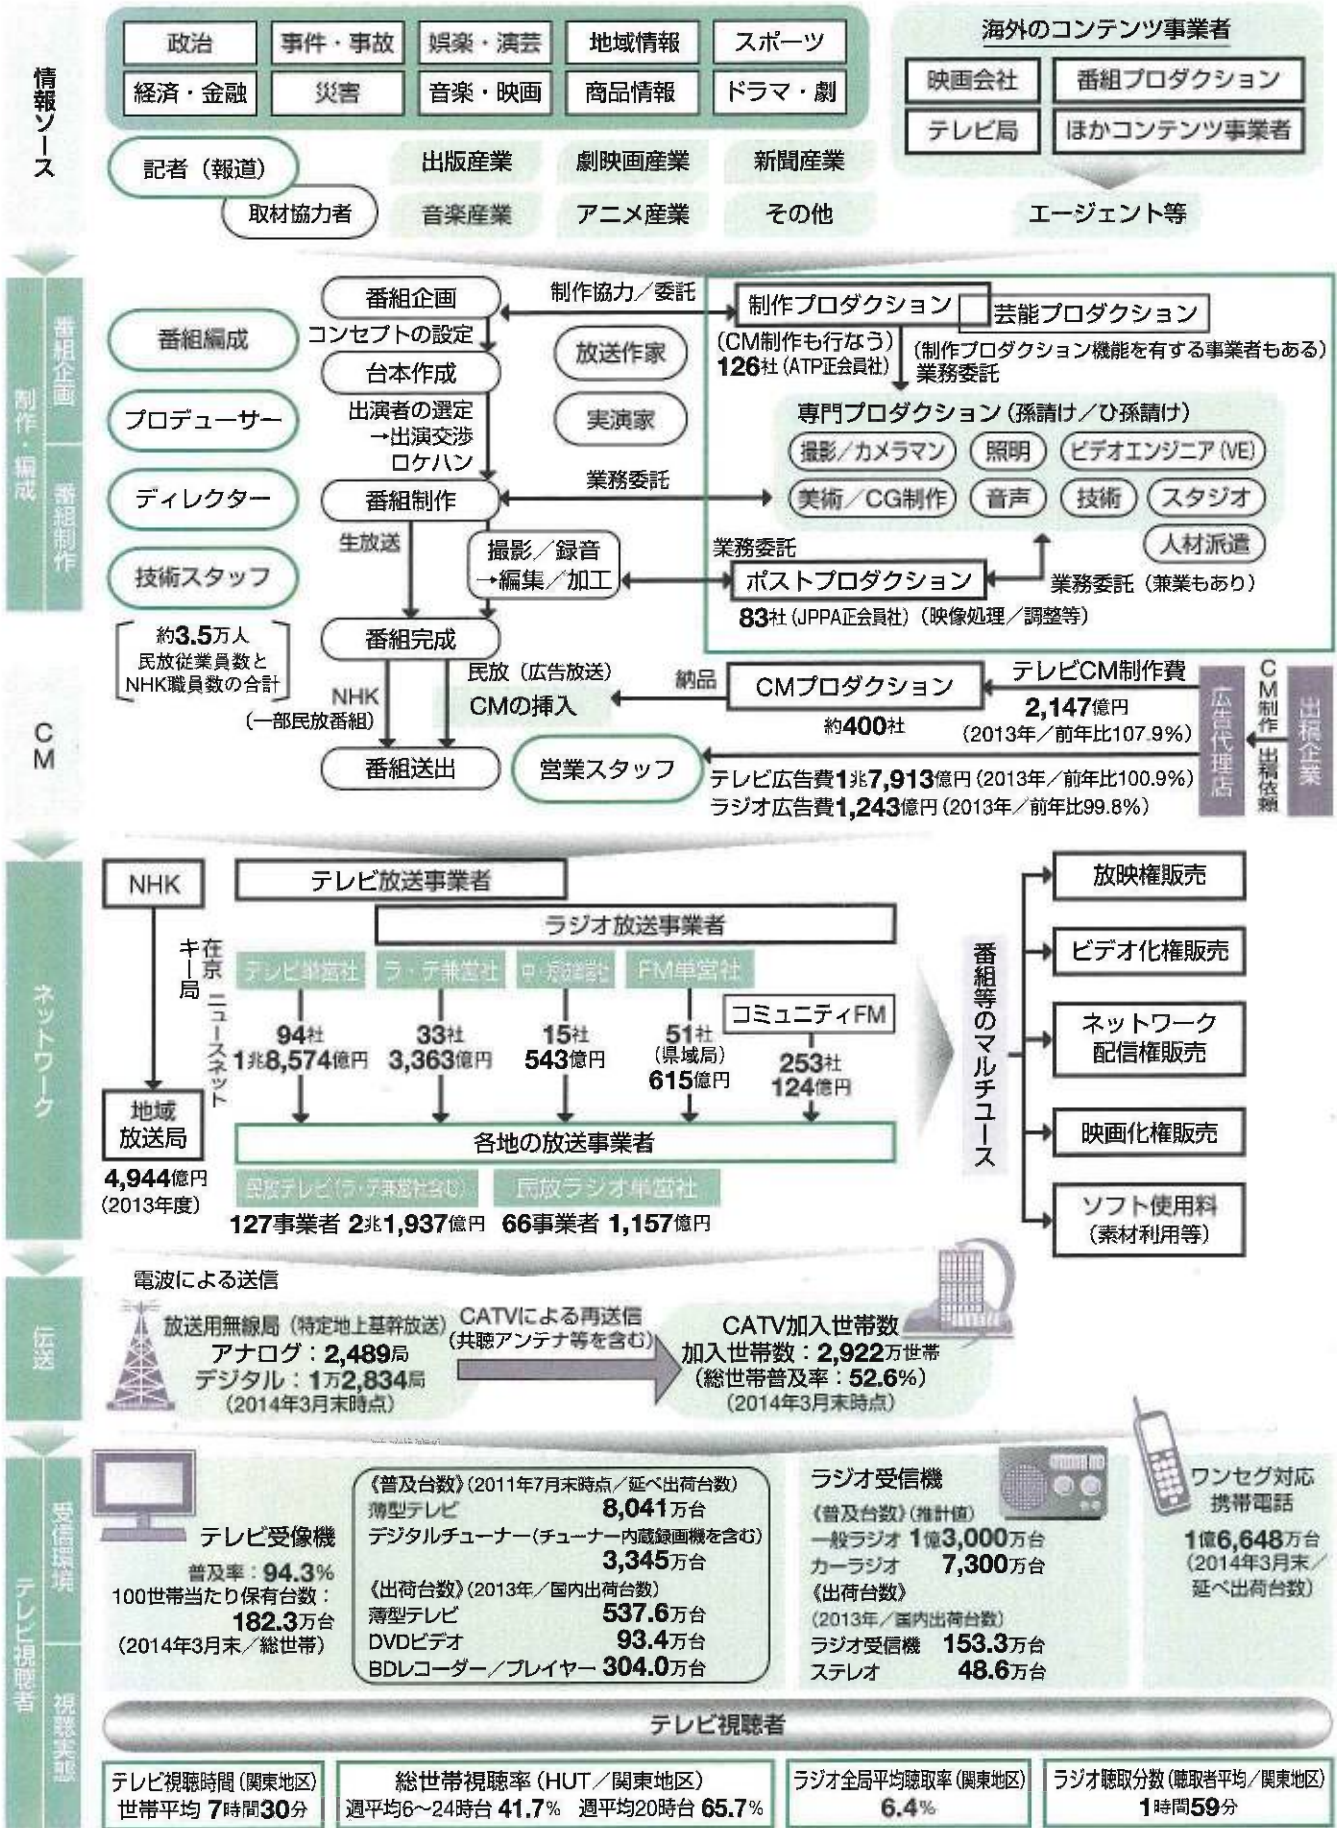 情報ソース
政治
事件・事故
娯楽・演芸
地域情報
スポーツ
経済・金融
災害
音楽・映画
商品情報
ドラマ・劇
海外のコンテンツ事業者
映画会社
番組プロダクション
テレビ局
ほかコンテンツ事業者
エージェント等
記者（報道）
取材協力者
出版産業
劇映画産業
新聞産業
音楽産業
アニメ産業
その他
制作・編成
番組企画
番組制作
番組編成
プロデューサー
ディレクター
技術スタッフ
約3.5万人
民放従業員数と
NHK職員数の合計
番組企画
コンセプトの設定
台本作成
出演者の選定
→出演交渉
ロケハン
番組制作
生放送
撮影／録音
→編集／加工
番組完成
NHK
(一部民放番組)
民放（広告放送）
CMの挿入
番組送出
制作協力／委託
放送作家
実演家
業務委託
制作プロダクション
芸能プロダクション
(CM制作も行なう)
126社(ATP正会員社)
(制作プロダクション機能を有する事業者もある)
業務委託
専門プロダクション(孫請け／ひ孫請け)
撮影／カメラマン
照明
ビデオエンジニア(VE)
美術／CG制作
音声
技術
スタジオ
人材派遣
業務委託
ポストプロダクション
業務委託（兼業もあり）
83社(JPPA正会員社)（映像処理／調整等）
CM
納品
CMプロダクション
約400社
テレビCM制作費
2,147億円
(2013年／前年比107.9%)
営業スタッフ
テレビ広告費1兆7,913億円(2013年／前年比100.9%)
ラジオ広告費1,243億円(2013年／前年比99.8%)
広告代理店
CM制作 出稿依頼
出稿企業
ネットワーク
NHK
在京キー局
ニュースネット
地域
放送局
4,944億円
(2013年度)
テレビ放送事業者
ラジオ放送事業者
テレビ単営社
ラ・テ兼営社
中・短波単営社
FM単営社
コミュニティFM
94社
1兆8,574億円
33社
3,363億円
15社
543億円
51社
(県域局)
615億円
253社
124億円
各地の放送事業者
民放テレビ(ラ・テ兼営社含む)
民放ラジオ単営社
127事業者 2兆1,937億円
66事業者 1,157億円
番組等のマルチユース
放映権販売
ビデオ化権販売
ネットワーク
配信権販売
映画化権販売
ソフト使用料
(素材利用等)
伝送
電波による送信
放送用無線局（特定地上基幹放送）
アナログ：2,489局
デジタル：1万2,834局
(2014年3月末時点)
CATVによる再送信
(共聴アンテナ等を含む)
CATV加入世帯数
加入世帯数：2,922万世帯
(総世帯普及率：52.6%)
(2014年3月末時点)
テレビ視聴者
受信環境
視聴実態
テレビ受像機
普及率：94.3%
100世帯当たり保有台数：
182.3万台
(2014年3月末／総世帯)
《普及台数》(2011年7月末時点／延べ出荷台数)
薄型テレビ 8,041万台
デジタルチューナー(チューナー内蔵録画機を含む)
3,345万台
《出荷台数》(2013年／国内出荷台数)
薄型テレビ 537.6万台
DVDビデオ 93.4万台
BDレコーダー／プレイヤー 304.0万台
ラジオ受信機
《普及台数》(推計値)
一般ラジオ 1億3,000万台
カーラジオ 7,300万台
《出荷台数》
(2013年／国内出荷台数)
ラジオ受信機 153.3万台
ステレオ 48.6万台
ワンセグ対応
携帯電話
1億6,648万台
(2014年3月末／
延べ出荷台数)
テレビ視聴者
テレビ視聴時間(関東地区)
世帯平均 7時間30分
総世帯視聴率(HUT／関東地区)
週平均6〜24時台 41.7% 週平均20時台 65.7%
ラジオ全局平均聴取率(関東地区)
6.4%
ラジオ聴取分数(聴取者平均／関東地区)
1時間59分